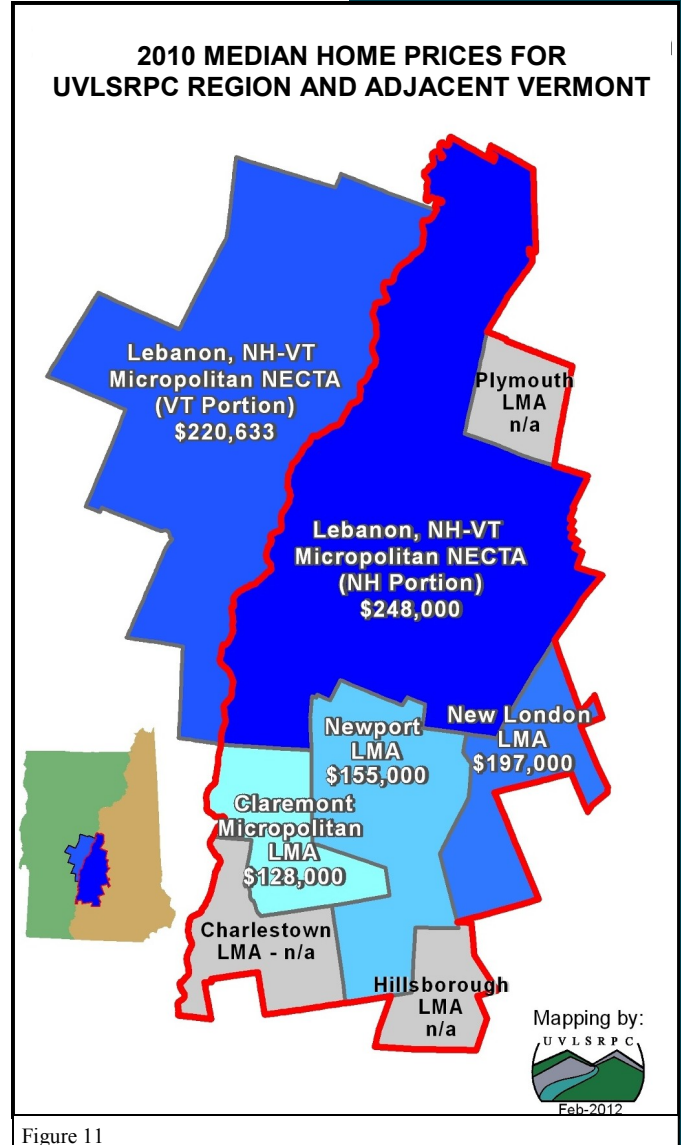 2010 MEDIAN HOME PRICES FOR
UVLSRPC REGION AND ADJACENT VERMONT
Lebanon, NH-VT
Micropolitan NECTA
(VT Portion)
$220,633
Plymouth
LMA
n/a
Lebanon, NH-VT
Micropolitan NECTA
(NH Portion)
$248,000
New London
LMA
$197,000
Newport
LMA
$155,000
Claremont
Micropolitan
LMA
$128,000
Charlestown
LMA - n/a
Hillsborough
LMA
n/a
Mapping by:
UVLSRPC
Feb-2012
Figure 11